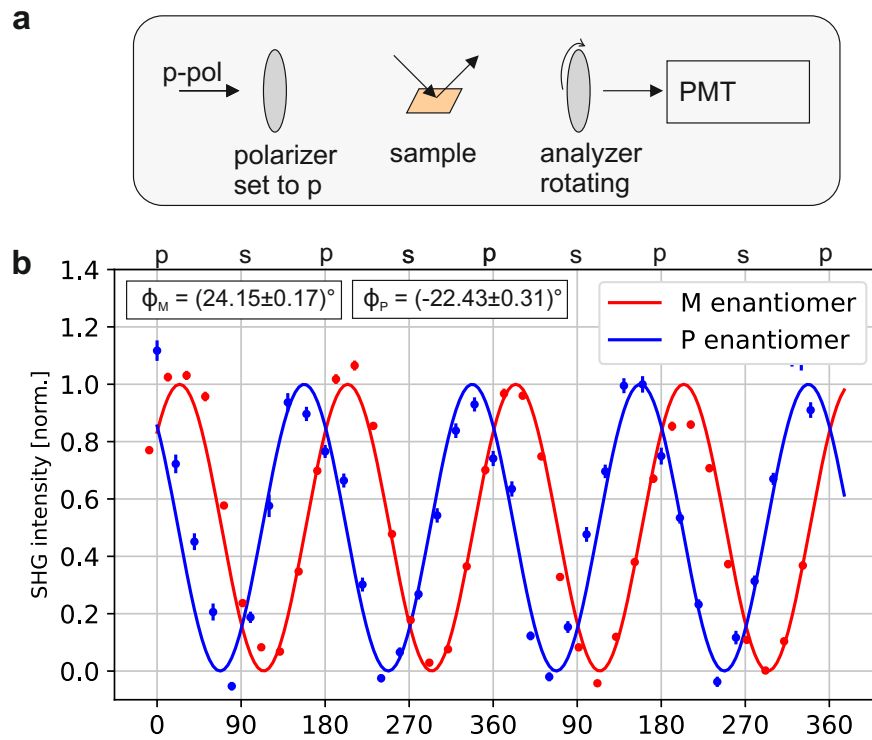 a
p-pol
polarizer
set to p
sample
analyzer
rotating
PMT
b
p s p s p s p s p
ϕM = (24.15±0.17)°
ϕP = (-22.43±0.31)°
M enantiomer
P enantiomer
SHG intensity [norm.]
1.4
1.2
1.0
0.8
0.6
0.4
0.2
0.0
0 90 180 270 360 90 180 270 360